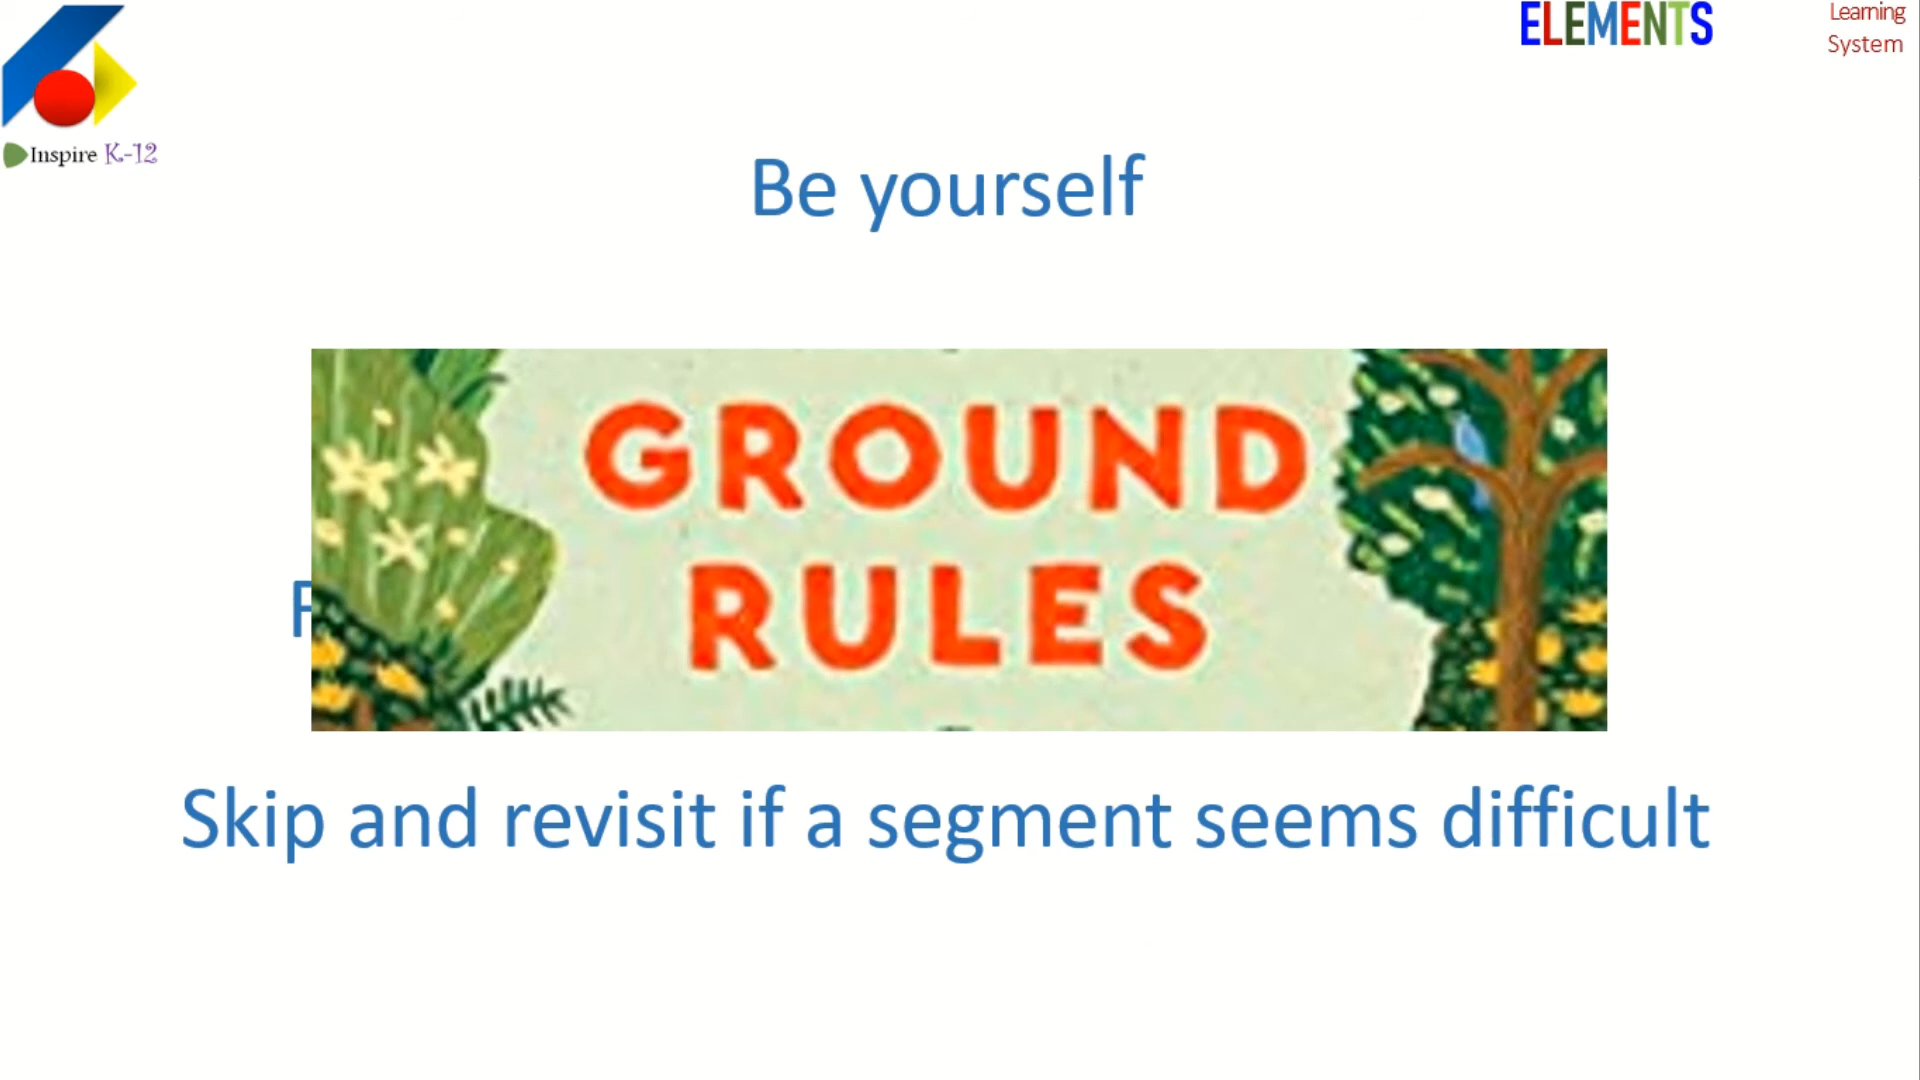 ELEMENTS
Learning
System
Inspire K-12
Be yourself
GROUND
RULES
Skip and revisit if a segment seems difficult